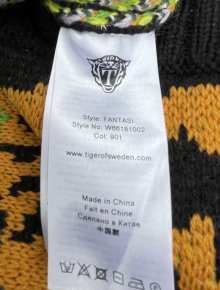 T
Style: FANTASI
Style No: W66181002
Col: 901
www.tigerofsweden.com
Made in China
Fait en Chine
Сделано в Китае
中国製